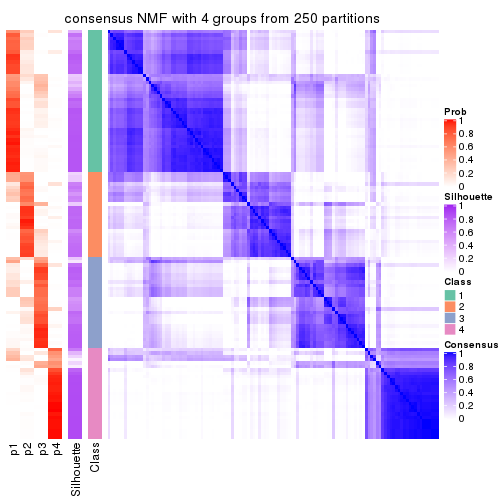 consensus NMF with 4 groups from 250 partitions
Prob
1
0.8
0.6
0.4
0.2
0
Silhouette
1
0.8
0.6
0.4
0.2
0
Class
1
2
3
4
Consensus
1
0.8
0.6
0.4
0.2
0
p1
p2
p3
p4
Silhouette
Class